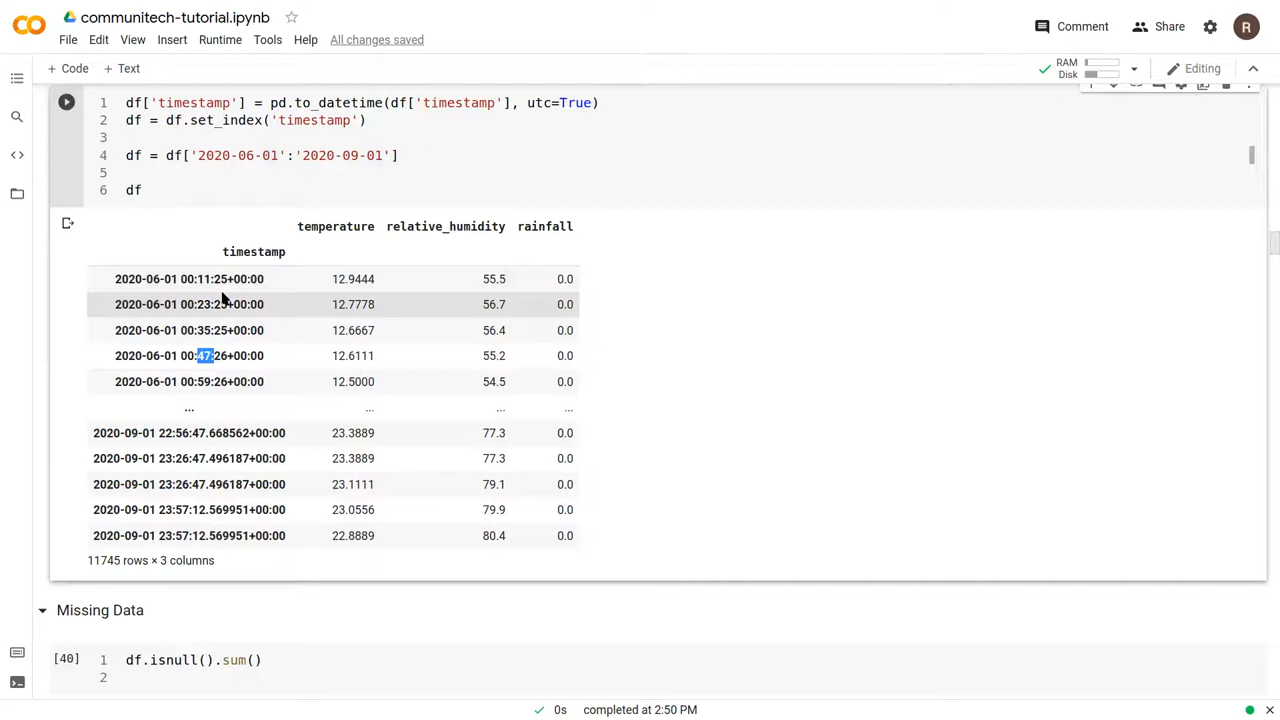 communitech-tutorial.ipynb
Comment
Share
R
File Edit View Insert Runtime Tools Help All changes saved
+ Code + Text
RAM
Disk
Editing
1 df['timestamp'] = pd.to_datetime(df['timestamp'], utc=True)
2 df = df.set_index('timestamp')
3
4 df = df['2020-06-01':'2020-09-01']
5
6 df
temperature relative_humidity rainfall
timestamp
2020-06-01 00:11:25+00:00 12.9444 55.5 0.0
2020-06-01 00:23:25+00:00 12.7778 56.7 0.0
2020-06-01 00:35:25+00:00 12.6667 56.4 0.0
2020-06-01 00:47:26+00:00 12.6111 55.2 0.0
2020-06-01 00:59:26+00:00 12.5000 54.5 0.0
... ... ... ...
2020-09-01 22:56:47.668562+00:00 23.3889 77.3 0.0
2020-09-01 23:26:47.496187+00:00 23.3889 77.3 0.0
2020-09-01 23:26:47.496187+00:00 23.1111 79.1 0.0
2020-09-01 23:57:12.569951+00:00 23.0556 79.9 0.0
2020-09-01 23:57:12.569951+00:00 22.8889 80.4 0.0
11745 rows × 3 columns
Missing Data
[40] 1 df.isnull().sum()
2
0s completed at 2:50 PM